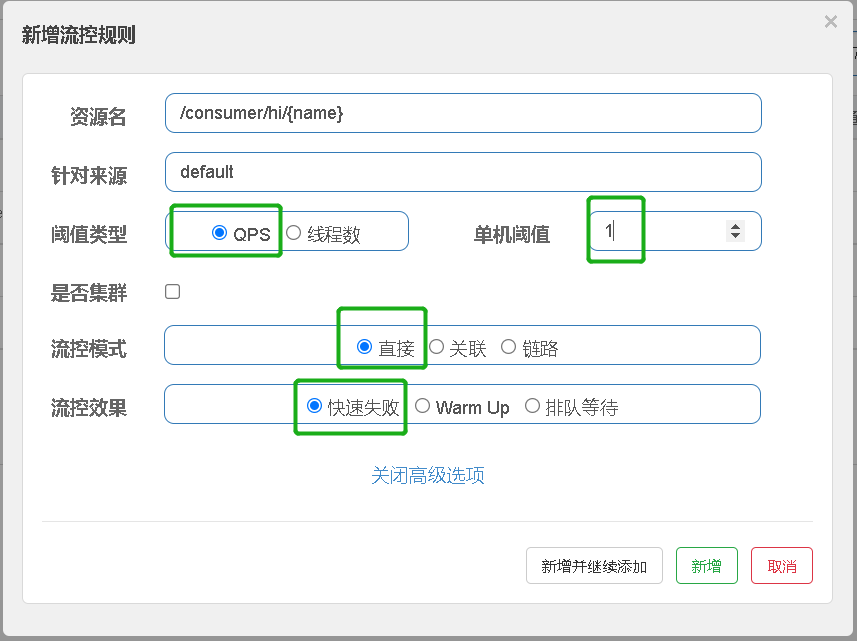 新增流控规则 ×
资源名 /consumer/hi/{name}
针对来源 default
阈值类型 QPS 线程数 单机阈值 1
是否集群
流控模式 直接 关联 链路
流控效果 快速失败 Warm Up 排队等待
关闭高级选项
新增并继续添加 新增 取消